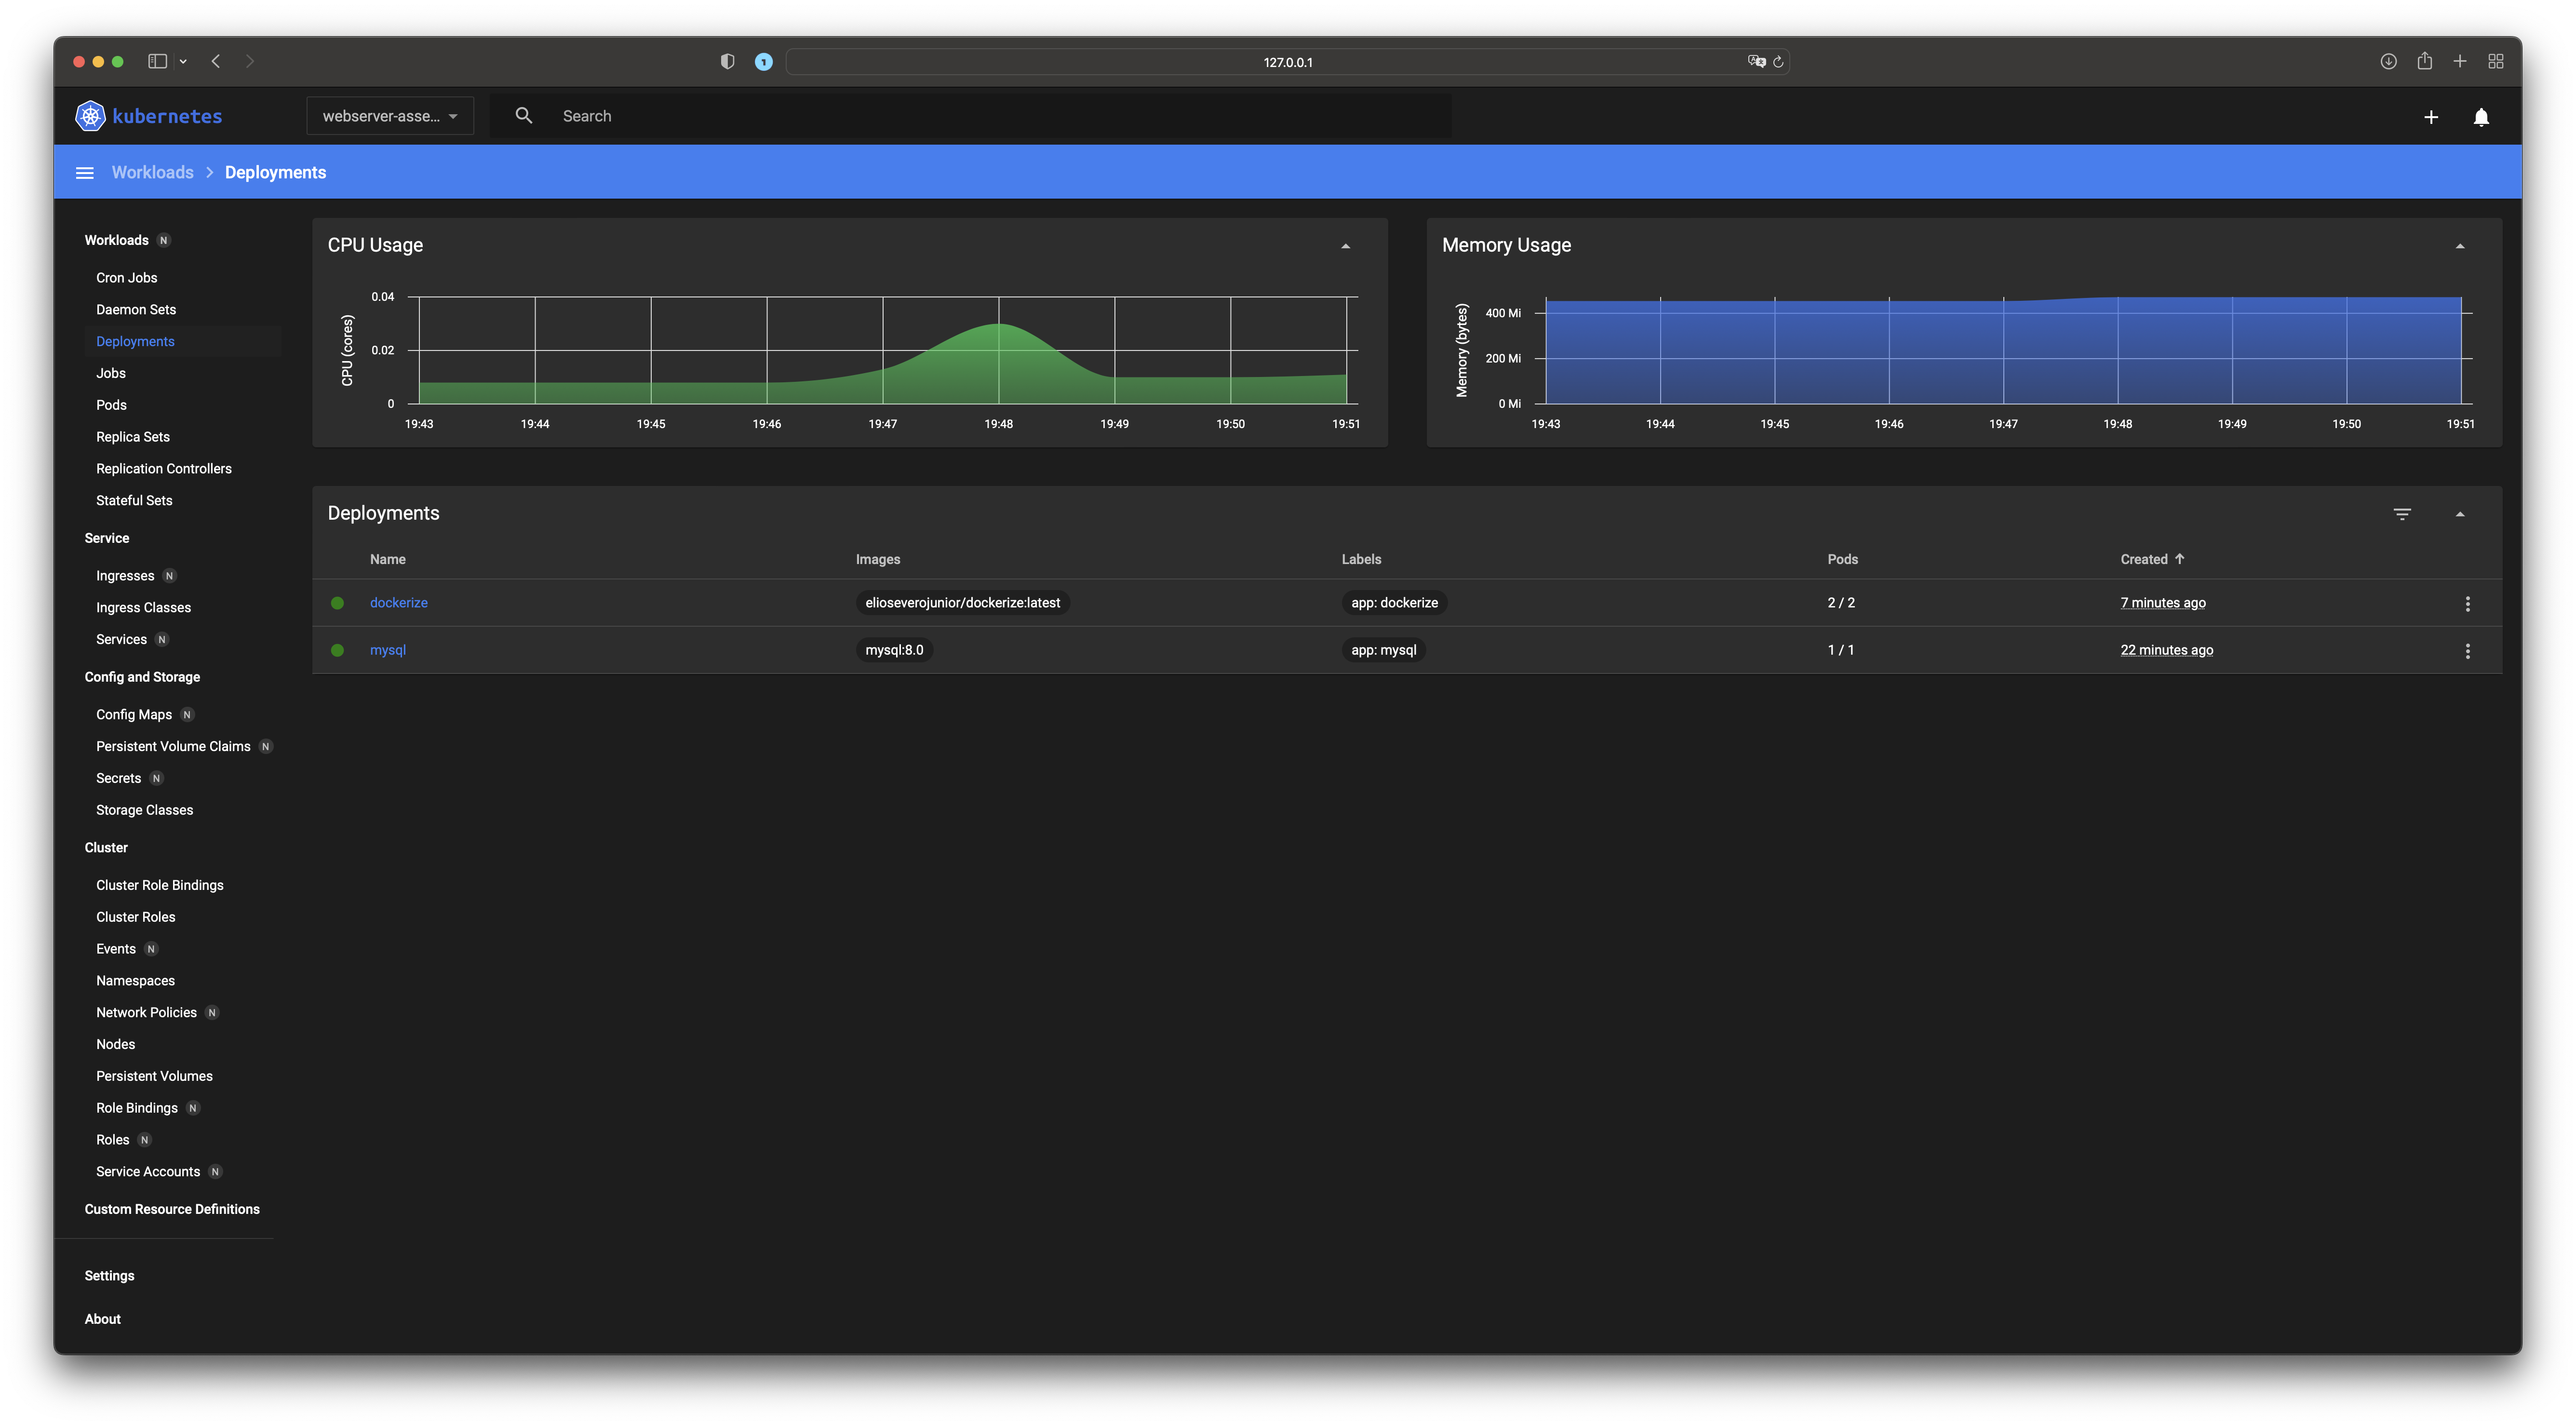 127.0.0.1
kubernetes
webserver-asse...
Search
Workloads > Deployments
Workloads N
Cron Jobs
Daemon Sets
Deployments
Jobs
Pods
Replica Sets
Replication Controllers
Stateful Sets
Service
Ingresses N
Ingress Classes
Services N
Config and Storage
Config Maps N
Persistent Volume Claims N
Secrets N
Storage Classes
Cluster
Cluster Role Bindings
Cluster Roles
Events N
Namespaces
Network Policies N
Nodes
Persistent Volumes
Role Bindings N
Roles N
Service Accounts N
Custom Resource Definitions
Settings
About
CPU Usage
CPU (cores)
0.04
0.02
0
19:43 19:44 19:45 19:46 19:47 19:48 19:49 19:50 19:51
Memory Usage
Memory (bytes)
400 Mi
200 Mi
0 Mi
19:43 19:44 19:45 19:46 19:47 19:48 19:49 19:50 19:51
Deployments
Name Images Labels Pods Created
dockerize elioseverojunior/dockerize:latest app: dockerize 2 / 2 7 minutes ago
mysql mysql:8.0 app: mysql 1 / 1 22 minutes ago